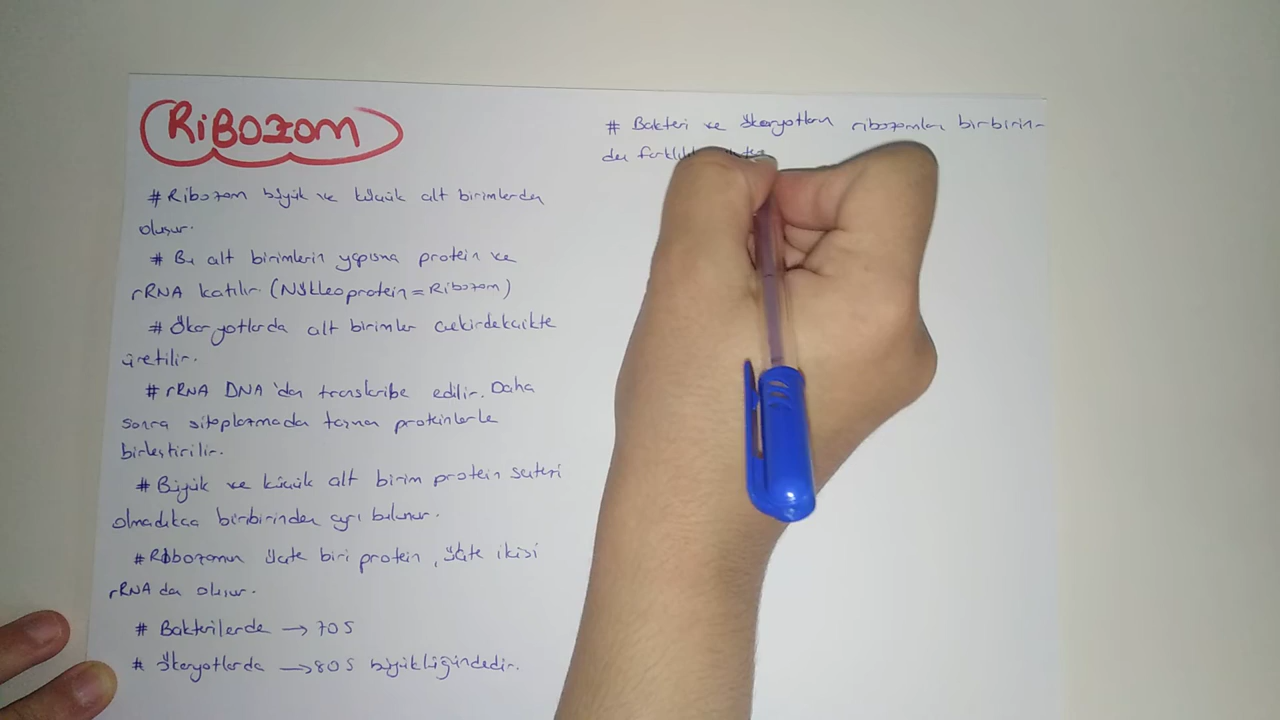 RiBozom
# Ribozom büyük ve küçük alt birimlerden
oluşur.
# Bu alt birimlerin yapısına protein ve
rRNA katılır. (Nükleoprotein = Ribozom)
# Ökaryotlarda alt birimler çekirdekçikte
üretilir.
# rRNA DNA'dan transkribe edilir. Daha
sonra sitoplazmada taşınan proteinlerle
birleştirilir.
# Büyük ve küçük alt birim protein sentezi
olmadıkça birbirinden ayrı bulunur.
# Ribozomun üçte biri protein, üçte ikisi
rRNA dan oluşur.
# Bakterilerde → 70S
# Ökaryotlarda → 80S büyüklüğündedir.
# Bakteri ve ökaryotların ribozomları birbirin-
den